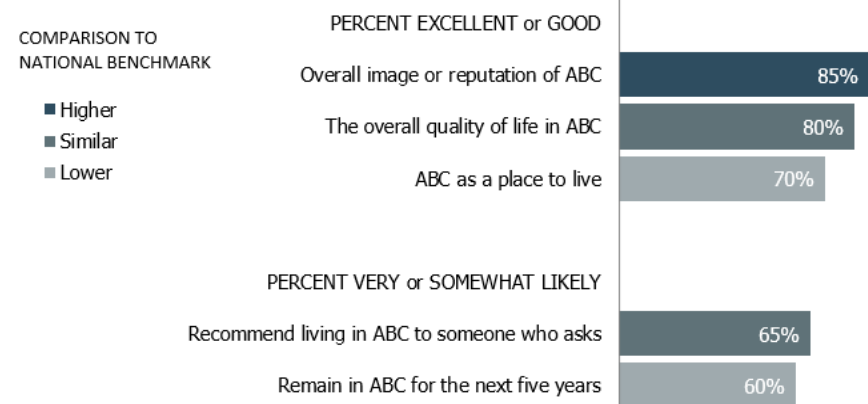 COMPARISON TO
NATIONAL BENCHMARK
Higher
Similar
Lower
PERCENT EXCELLENT or GOOD
Overall image or reputation of ABC 85%
The overall quality of life in ABC 80%
ABC as a place to live 70%
PERCENT VERY or SOMEWHAT LIKELY
Recommend living in ABC to someone who asks 65%
Remain in ABC for the next five years 60%